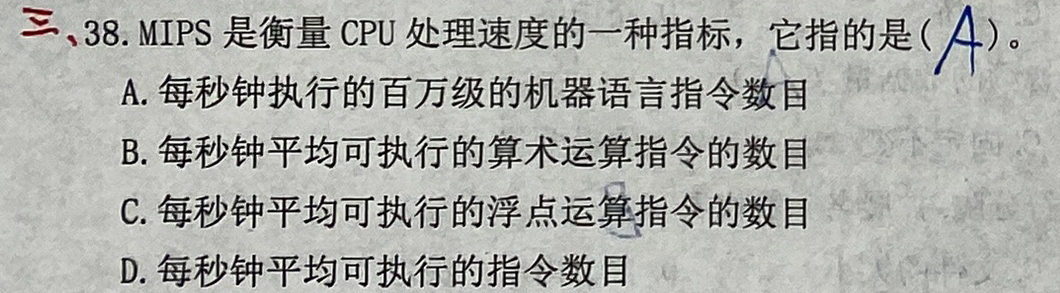 三、38. MIPS 是衡量 CPU 处理速度的一种指标，它指的是( A )。
A. 每秒钟执行的百万级的机器语言指令数目
B. 每秒钟平均可执行的算术运算指令的数目
C. 每秒钟平均可执行的浮点运算指令的数目
D. 每秒钟平均可执行的指令数目